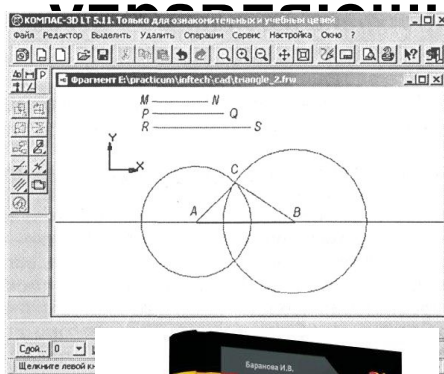 управляющи
КОМПАС-3D LT 5.11. Только для ознакомительных и учебных целей
Файл Редактор Выделить Удалить Операции Сервис Настройка Окно ?
Фрагмент E:\practicum\inftech\cad\triangle_2.frw
M N
P Q
R S
Y
X
C
A B
Слой... 0
Щелкните левой кн
Баранова И.В.